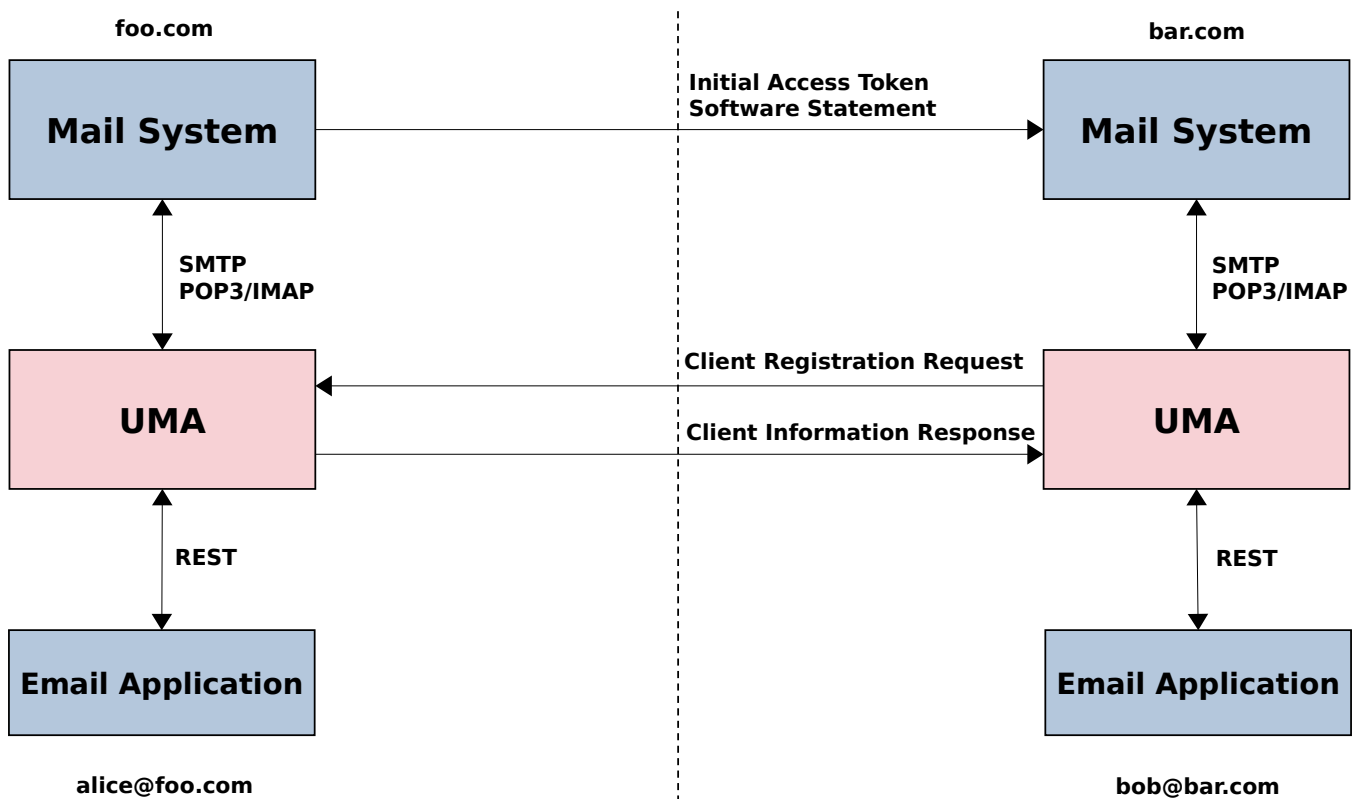 foo.com
bar.com
Mail System
Initial Access Token
Software Statement
Mail System
SMTP
POP3/IMAP
SMTP
POP3/IMAP
UMA
Client Registration Request
Client Information Response
UMA
REST
REST
Email Application
Email Application
alice@foo.com
bob@bar.com